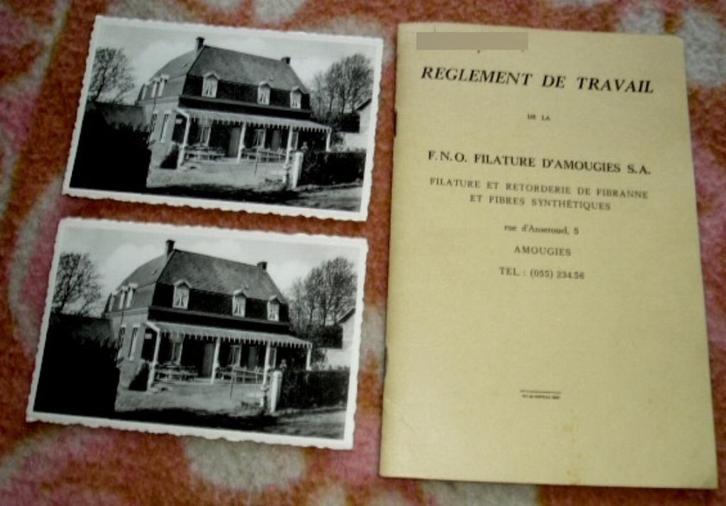 REGLEMENT DE TRAVAIL
DE LA
F.N.O. FILATURE D'AMOUGIES S.A.
FILATURE ET RETORDERIE DE FIBRANNE
ET FIBRES SYNTHÉTIQUES
rue d'Anseroud, 5
AMOUGIES
TEL.: (055) 234.56